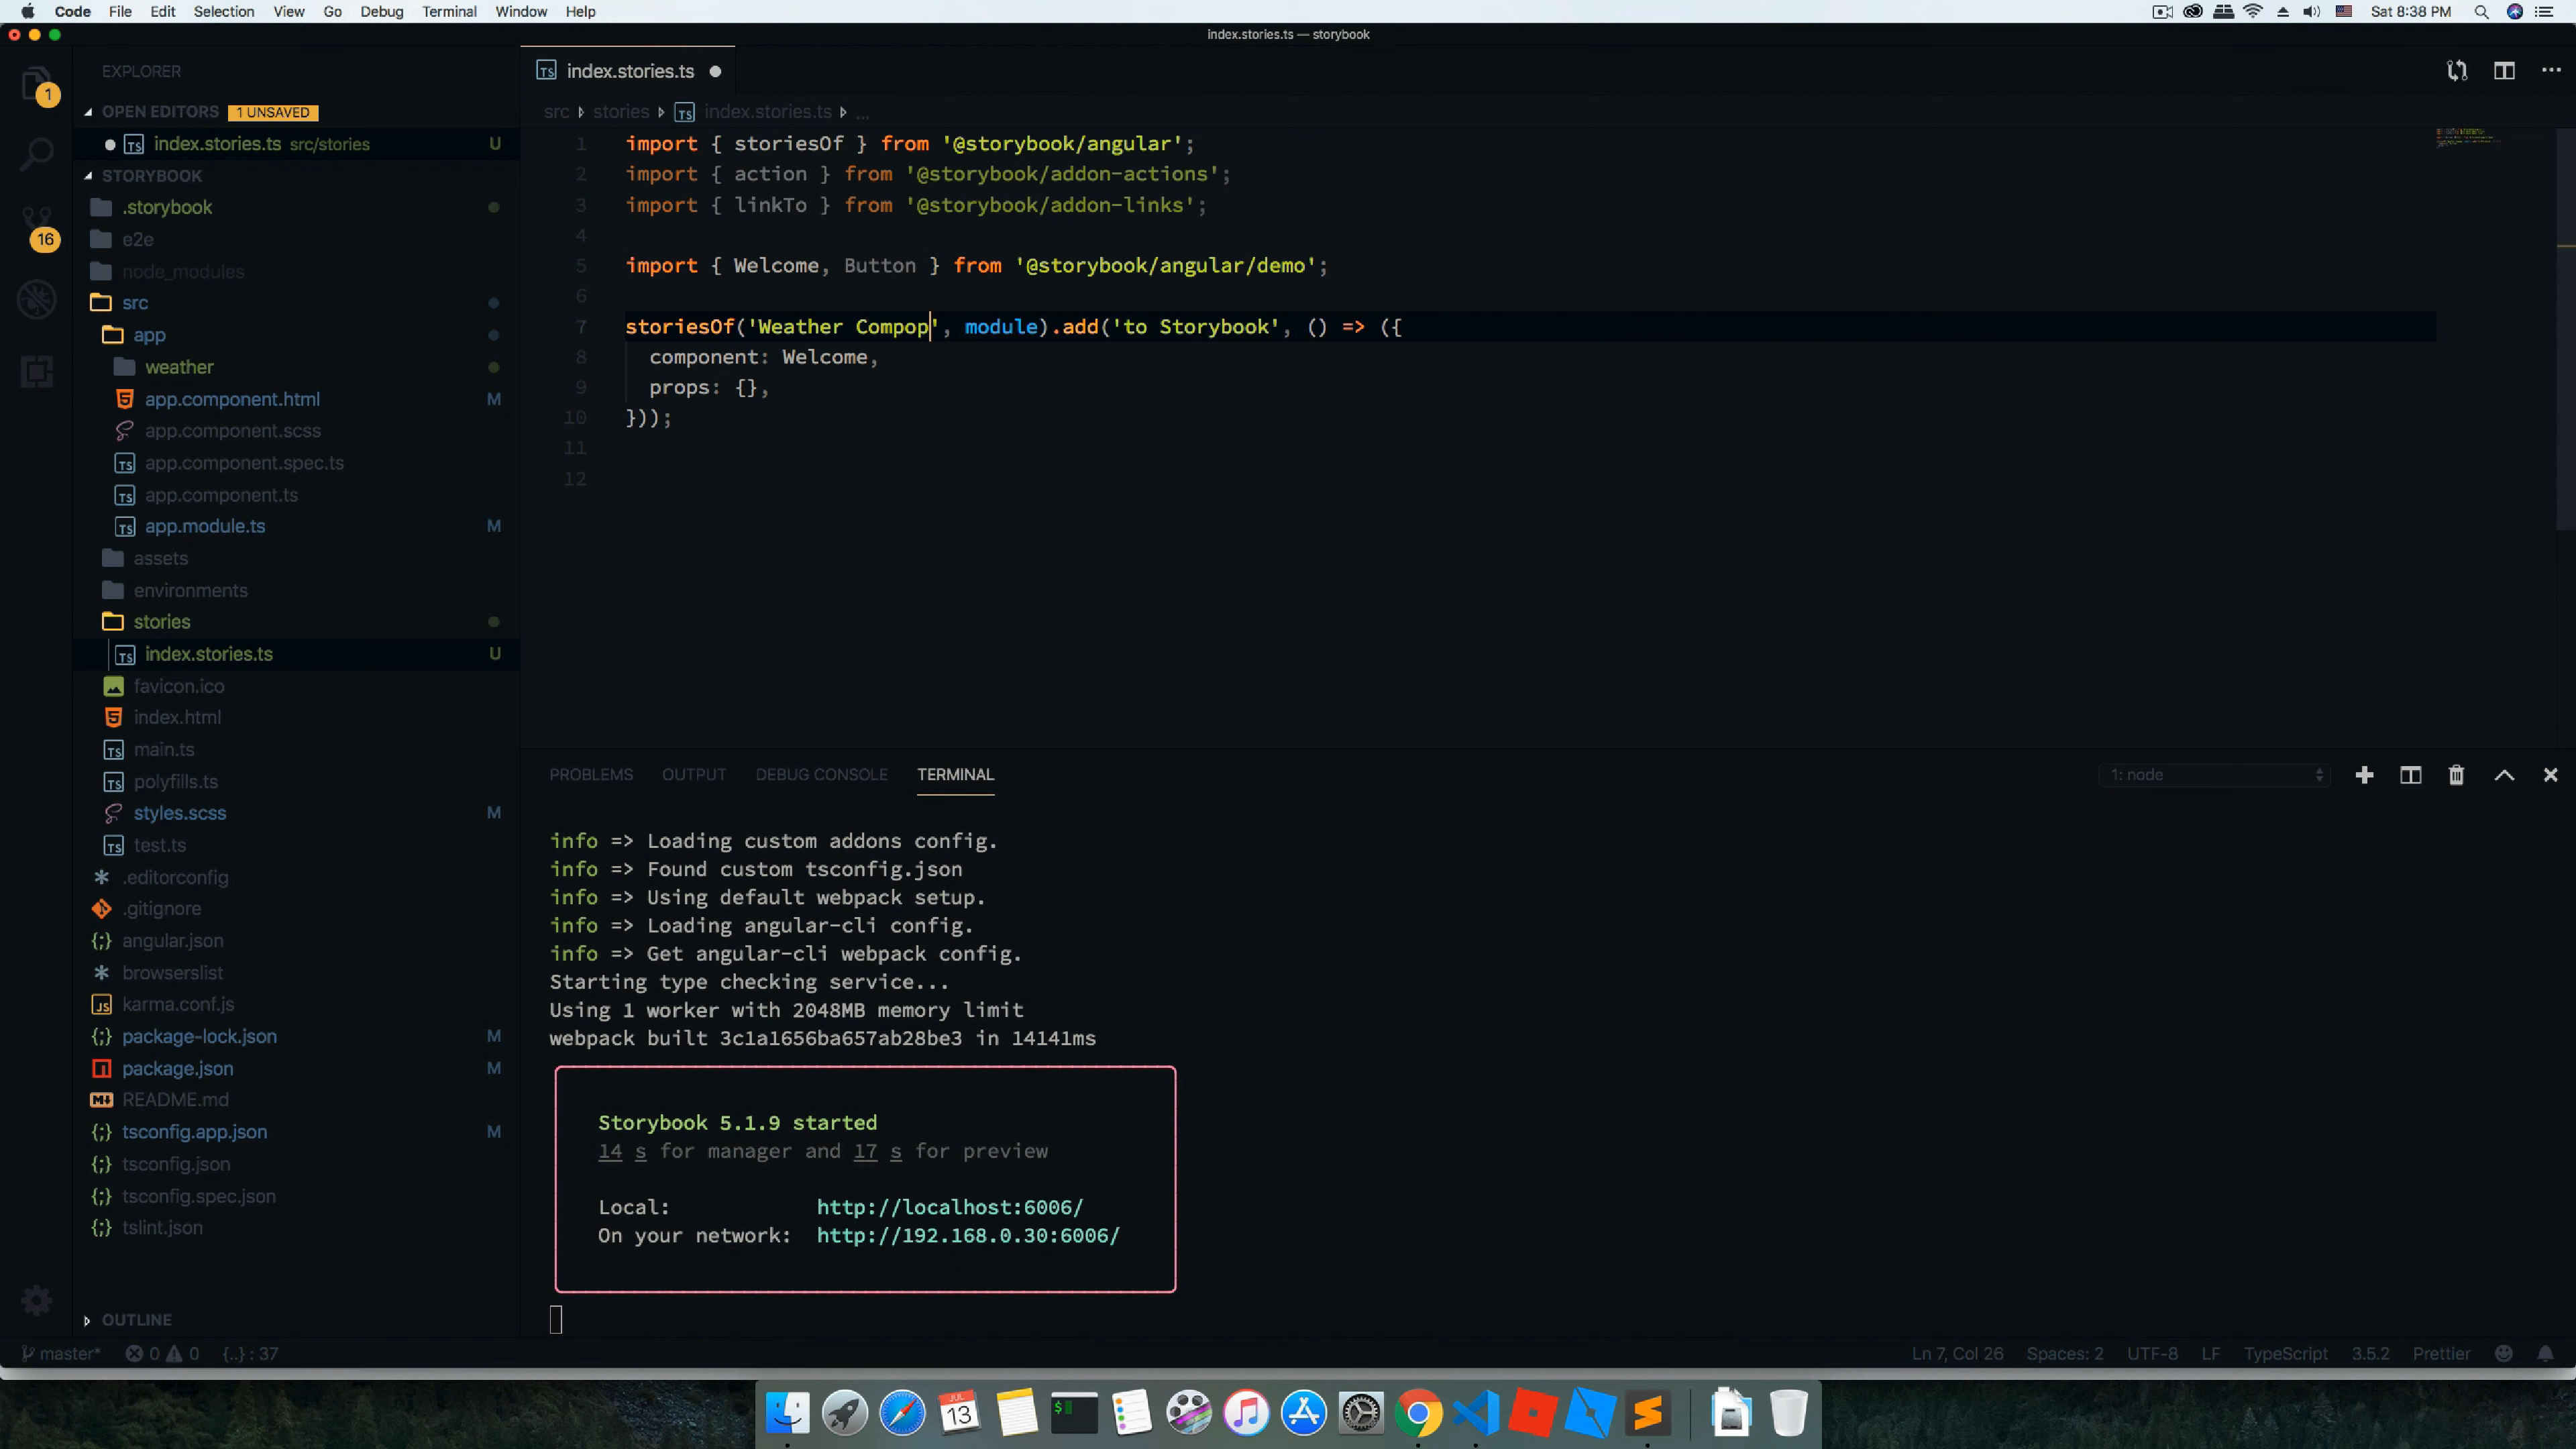 Code File Edit Selection View Go Debug Terminal Window Help
Sat 8:38 PM
index.stories.ts — storybook
EXPLORER
1
OPEN EDITORS 1 UNSAVED
index.stories.ts src/stories U
STORYBOOK
.storybook
16
e2e
node_modules
src
app
weather
app.component.html M
app.component.scss
app.component.spec.ts
app.component.ts
app.module.ts M
assets
environments
stories
index.stories.ts U
favicon.ico
index.html
main.ts
polyfills.ts
styles.scss M
test.ts
.editorconfig
.gitignore
angular.json
browserslist
karma.conf.js
package-lock.json M
package.json M
README.md
tsconfig.app.json M
tsconfig.json
tsconfig.spec.json
tslint.json
OUTLINE
index.stories.ts
src stories index.stories.ts ...
1 import { storiesOf } from '@storybook/angular';
2 import { action } from '@storybook/addon-actions';
3 import { linkTo } from '@storybook/addon-links';
4
5 import { Welcome, Button } from '@storybook/angular/demo';
6
7 storiesOf('Weather Compop', module).add('to Storybook', () => ({
8 component: Welcome,
9 props: {},
10 }));
11
12
PROBLEMS OUTPUT DEBUG CONSOLE TERMINAL
1: node
info => Loading custom addons config.
info => Found custom tsconfig.json
info => Using default webpack setup.
info => Loading angular-cli config.
info => Get angular-cli webpack config.
Starting type checking service...
Using 1 worker with 2048MB memory limit
webpack built 3c1a1656ba657ab28be3 in 14141ms
Storybook 5.1.9 started
14 s for manager and 17 s for preview
Local: http://localhost:6006/
On your network: http://192.168.0.30:6006/
master* 0 0 {..} : 37
Ln 7, Col 26 Spaces: 2 UTF-8 LF TypeScript 3.5.2 Prettier
JUL
13